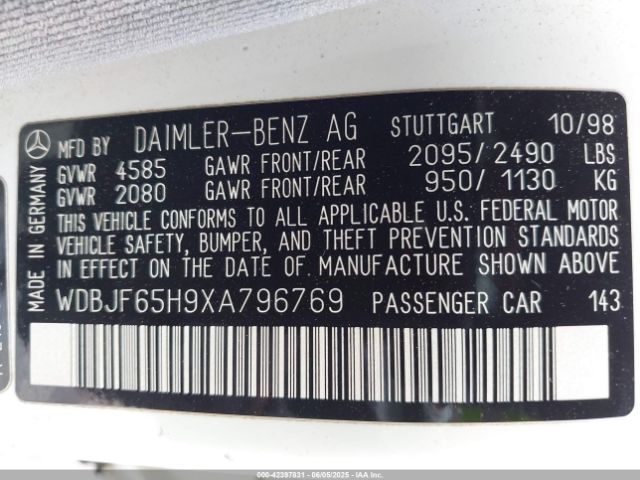 MFD BY DAIMLER-BENZ AG STUTTGART 10/98
GVWR 4585 GAWR FRONT/REAR 2095/2490 LBS
GVWR 2080 GAWR FRONT/REAR 950/1130 KG
THIS VEHICLE CONFORMS TO ALL APPLICABLE U.S. FEDERAL MOTOR
VEHICLE SAFETY, BUMPER, AND THEFT PREVENTION STANDARDS
IN EFFECT ON THE DATE OF MANUFACTURE SHOWN ABOVE
WDBJF65H9XA796769 PASSENGER CAR 143
MADE IN GERMANY
000-42397831 - 06/05/2025 - IAAI.COM